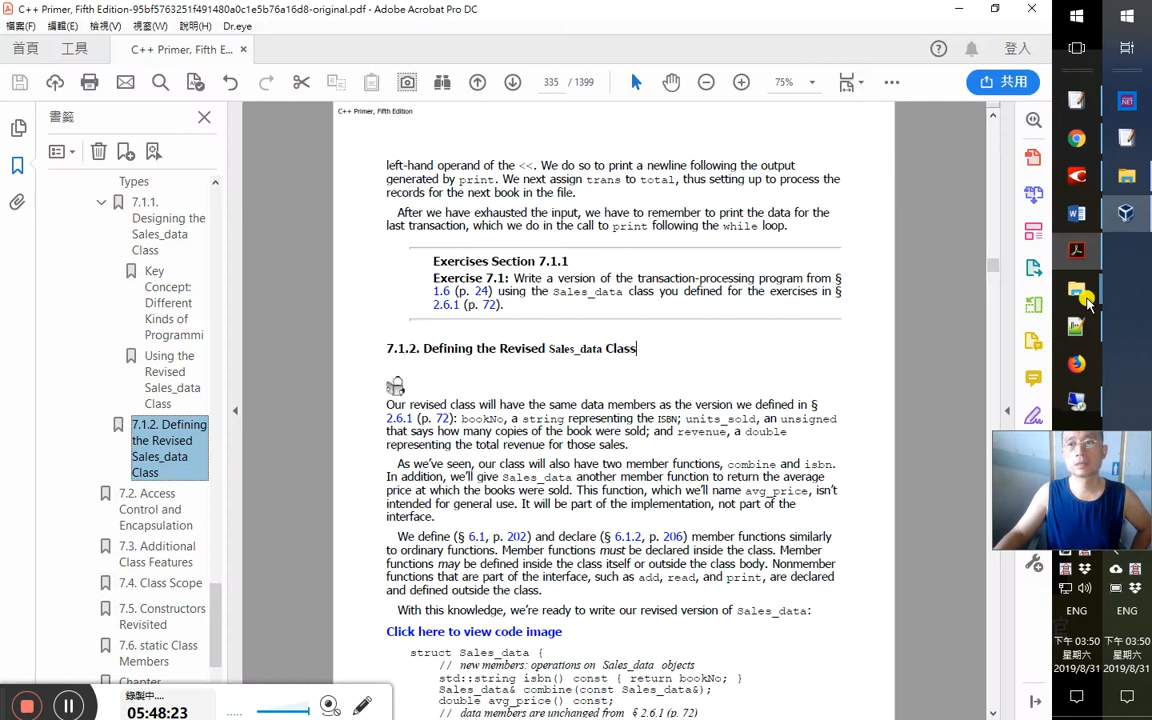 C++ Primer, Fifth Edition-95bf5763251f491480a0c1e5b76a16d8-original.pdf - Adobe Acrobat Pro DC
檔案(F) 編輯(E) 檢視(V) 視窗(W) 說明(H) Dr.eye
首頁 工具 C++ Primer, Fifth E... × 登入
335 / 1399 75% 共用
書籤
Types
7.1.1.
Designing the
Sales_data
Class
Key
Concept:
Different
Kinds of
Programmi
Using the
Revised
Sales_data
Class
7.1.2. Defining
the Revised
Sales_data
Class
7.2. Access
Control and
Encapsulation
7.3. Additional
Class Features
7.4. Class Scope
7.5. Constructors
Revisited
7.6. static Class
Members
Chapter
C++ Primer, Fifth Edition
left-hand operand of the <<. We do so to print a newline following the output
generated by print. We next assign trans to total, thus setting up to process the
records for the next book in the file.
After we have exhausted the input, we have to remember to print the data for the
last transaction, which we do in the call to print following the while loop.
Exercises Section 7.1.1
Exercise 7.1: Write a version of the transaction-processing program from §
1.6 (p. 24) using the Sales_data class you defined for the exercises in §
2.6.1 (p. 72).
7.1.2. Defining the Revised Sales_data Class
Our revised class will have the same data members as the version we defined in §
2.6.1 (p. 72): bookNo, a string representing the ISBN; units_sold, an unsigned
that says how many copies of the book were sold; and revenue, a double
representing the total revenue for those sales.
As we've seen, our class will also have two member functions, combine and isbn.
In addition, we'll give Sales_data another member function to return the average
price at which the books were sold. This function, which we'll name avg_price, isn't
intended for general use. It will be part of the implementation, not part of the
interface.
We define (§ 6.1, p. 202) and declare (§ 6.1.2, p. 206) member functions similarly
to ordinary functions. Member functions must be declared inside the class. Member
functions may be defined inside the class itself or outside the class body. Nonmember
functions that are part of the interface, such as add, read, and print, are declared
and defined outside the class.
With this knowledge, we're ready to write our revised version of Sales_data:
Click here to view code image
struct Sales_data {
// new members: operations on Sales_data objects
std::string isbn() const { return bookNo; }
Sales_data& combine(const Sales_data&);
double avg_price() const;
// data members are unchanged from § 2.6.1 (p. 72)
錄製中...
05:48:23
.NET
ENG ENG
下午 03:50 下午 03:50
星期六 星期六
2019/8/31 2019/8/31